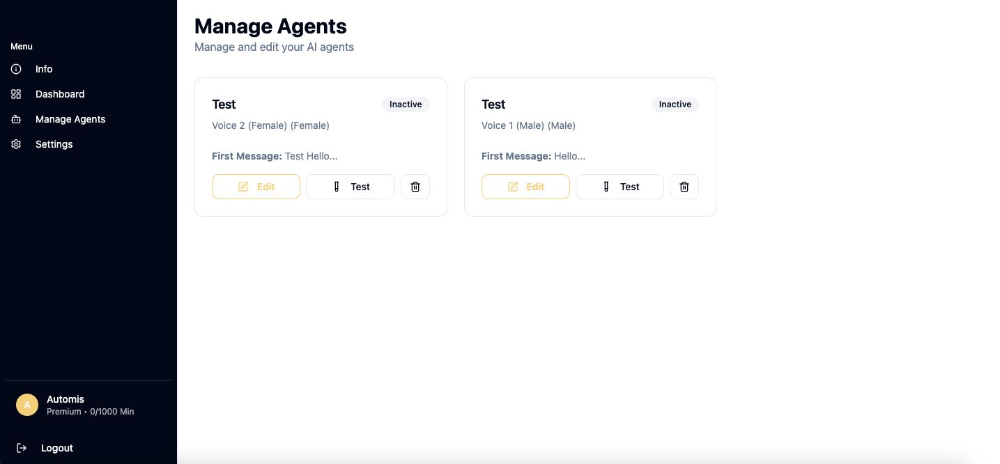 Menu
Info
Dashboard
Manage Agents
Settings
Automis
Premium • 0/1000 Min
A
Logout
Manage Agents
Manage and edit your AI agents
Test
Inactive
Voice 2 (Female) (Female)
First Message: Test Hello...
Edit
Test
Test
Inactive
Voice 1 (Male) (Male)
First Message: Hello...
Edit
Test